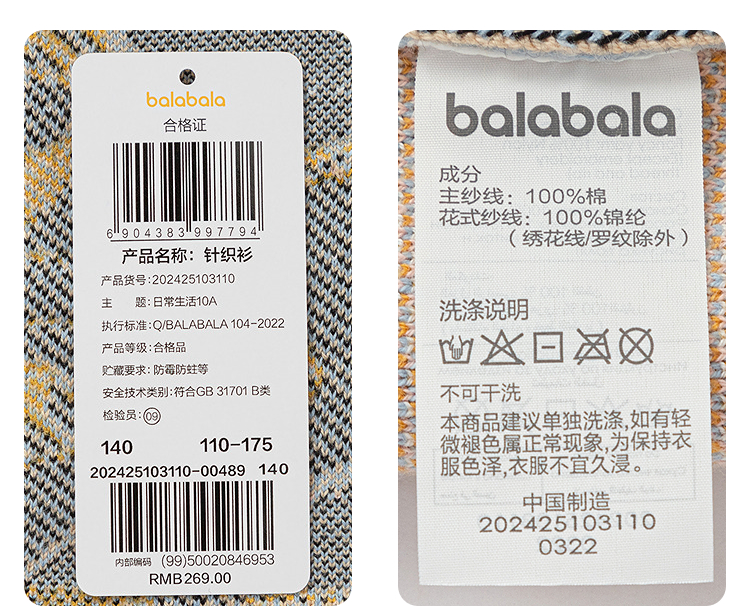 balabala
合格证
6 904383 997794
产品名称：针织衫
产品货号:202425103110
主 题:日常生活10A
执行标准:Q/BALABALA 104-2022
产品等级:合格品
贮藏要求:防霉防蛀等
安全技术类别:符合GB 31701 B类
检验员:09
140 110-175
202425103110-00489 140
内部编码 (99)50020846953
RMB269.00
balabala
成分
主纱线：100%棉
花式纱线：100%锦纶
（绣花线/罗纹除外）
洗涤说明
不可干洗
本商品建议单独洗涤,如有轻
微褪色属正常现象,为保持衣
服色泽,衣服不宜久浸。
中国制造
202425103110
0322